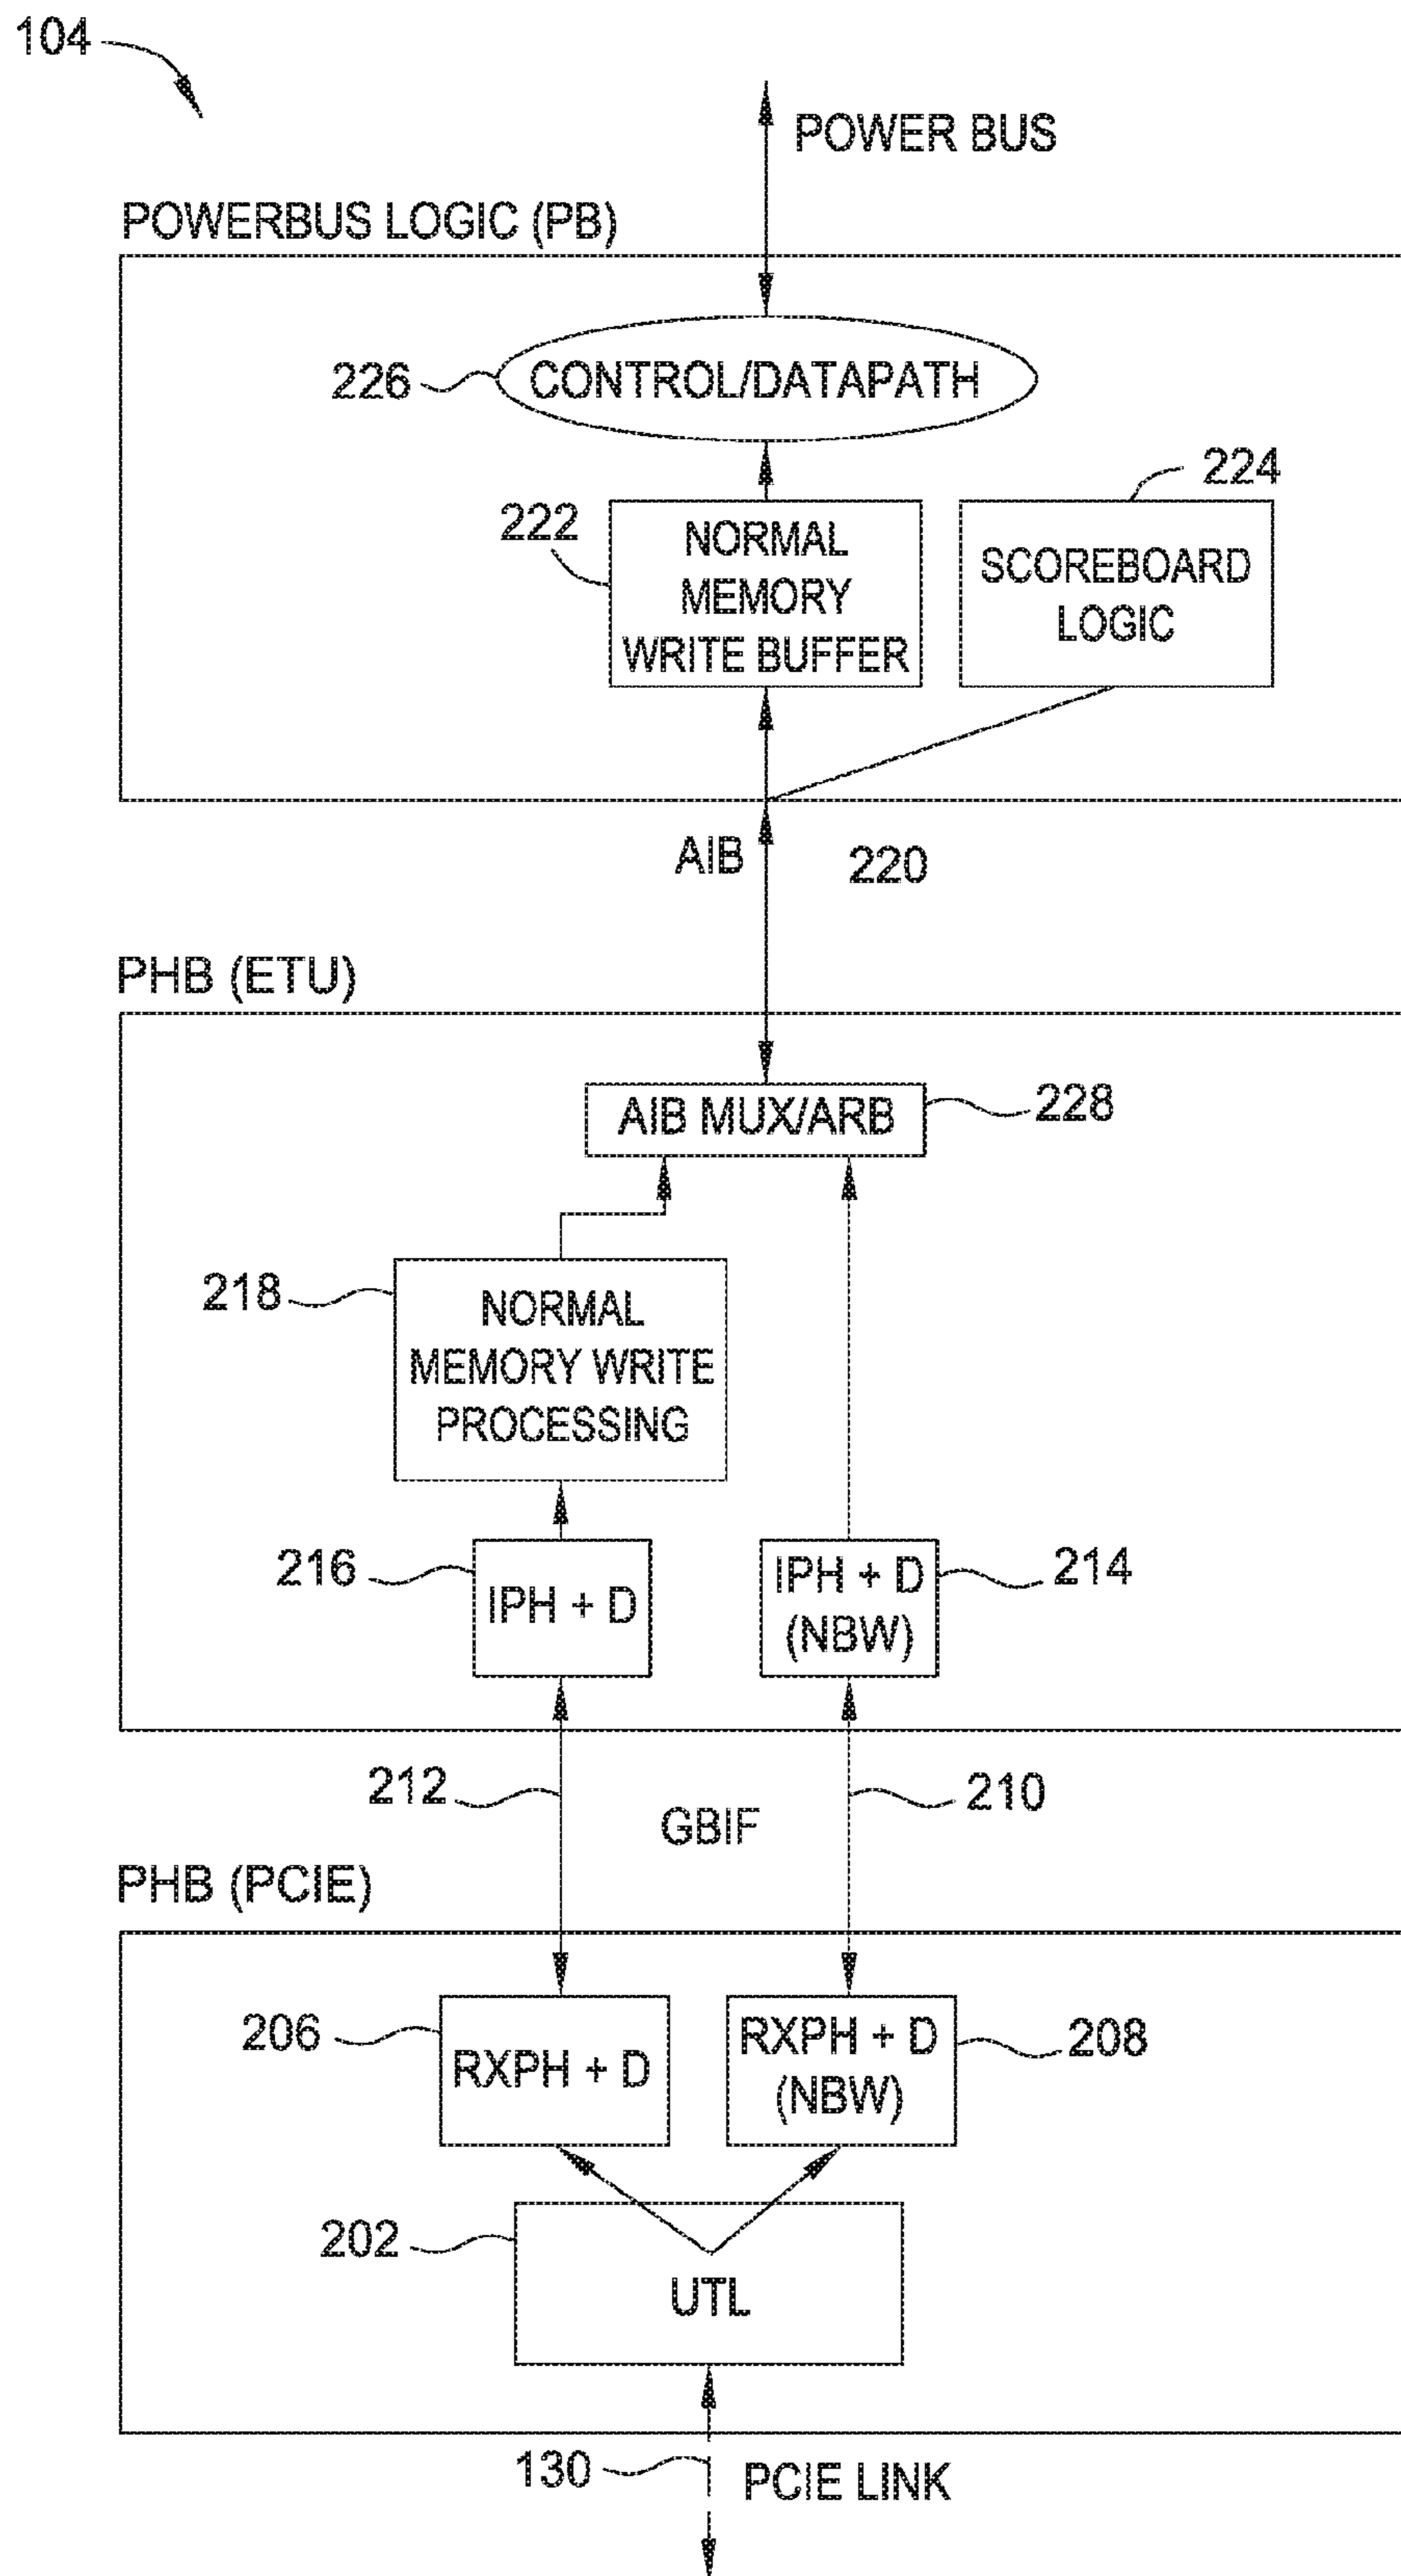 104
POWER BUS
POWERBUS LOGIC (PB)
226
CONTROL/DATAPATH
224
222
NORMAL
MEMORY
WRITE BUFFER
SCOREBOARD
LOGIC
AIB
220
PHB (ETU)
AIB MUX/ARB
228
218
NORMAL
MEMORY WRITE
PROCESSING
216
IPH + D
IPH + D
(NBW)
214
212
GBIF
210
PHB (PCIE)
206
RXPH + D
RXPH + D
(NBW)
208
202
UTL
130
PCIE LINK